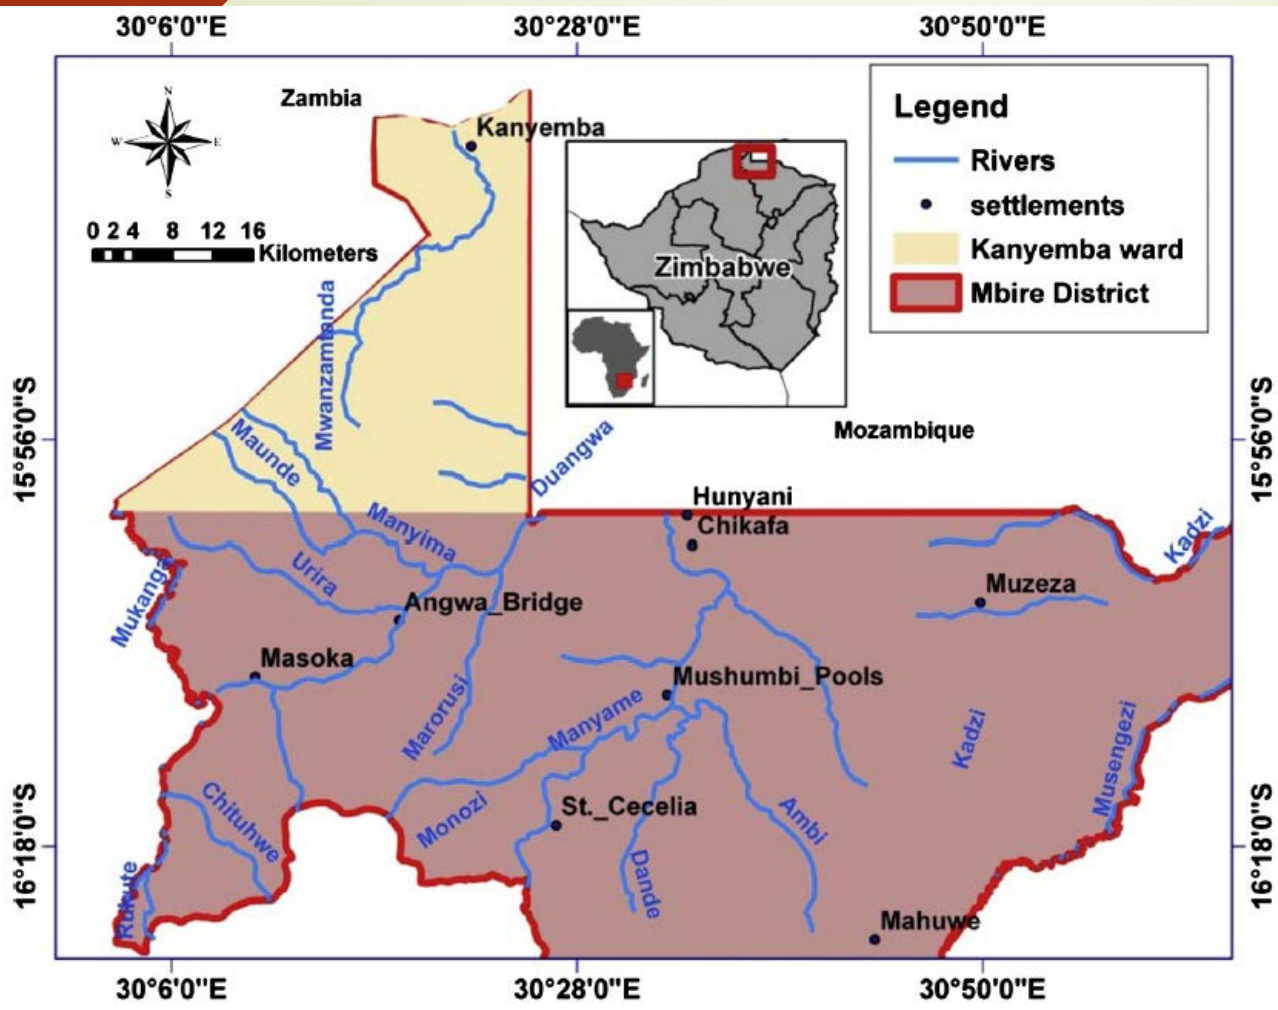 30°6'0"E
30°28'0"E
30°50'0"E
N
W
E
S
Zambia
Kanyemba
Legend
Rivers
settlements
Kanyemba ward
Mbire District
0 2 4 8 12 16
Kilometers
Zimbabwe
Mwanzamtanda
Mozambique
15°56'0"S
15°56'0"S
Maunde
Duangwa
Hunyani
Chikafa
Manyima
Kadzi
Urira
Mukanga
Angwa_Bridge
Muzeza
Masoka
Mushumbi_Pools
Marorusi
Manyame
Kadzi
Musengezi
Chituhwe
Monozi
St._Cecelia
Ambi
16°18'0"S
16°18'0"S
Rukute
Dande
Mahuwe
30°6'0"E
30°28'0"E
30°50'0"E